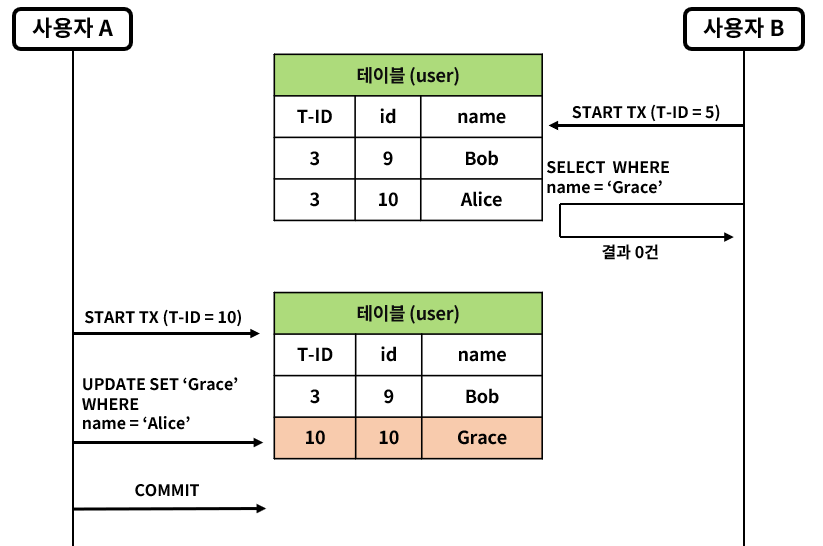 사용자 A
사용자 B
테이블 (user)
T-ID id name
3 9 Bob
3 10 Alice
START TX (T-ID = 5)
SELECT WHERE
name = ‘Grace’
결과 0건
START TX (T-ID = 10)
UPDATE SET ‘Grace’
WHERE
name = ‘Alice’
COMMIT
테이블 (user)
T-ID id name
3 9 Bob
10 10 Grace